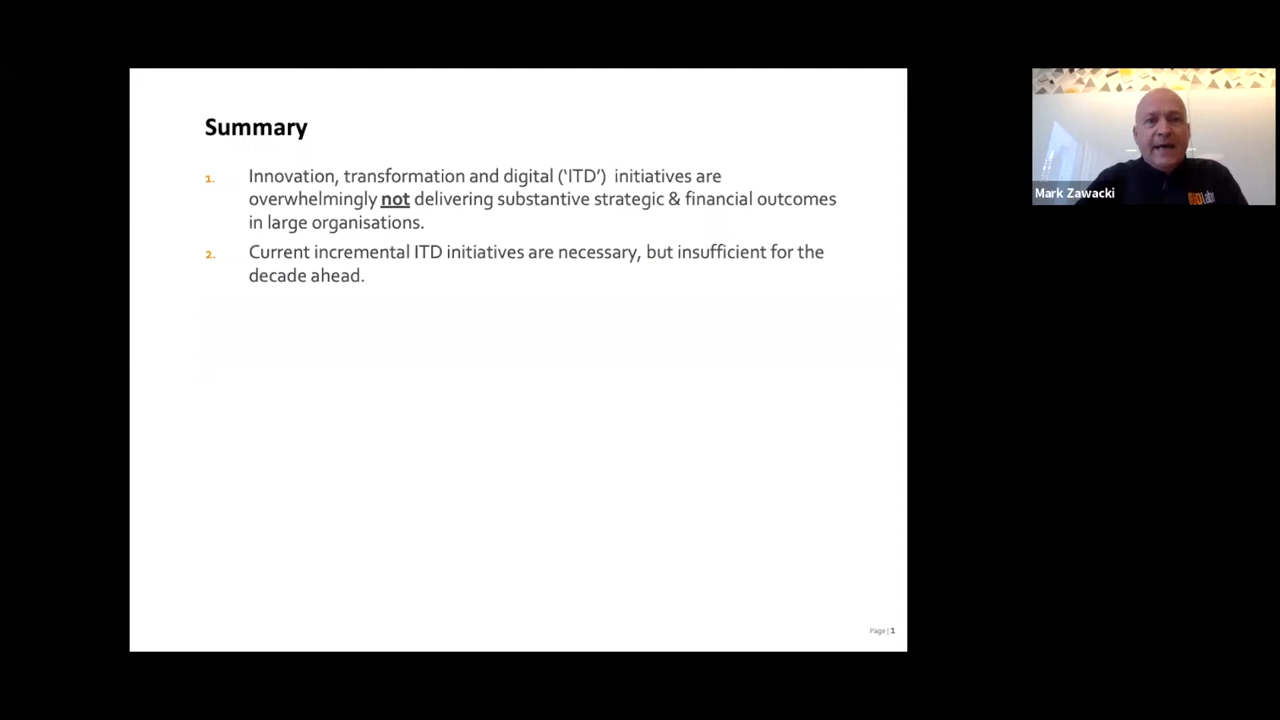 Summary
1. Innovation, transformation and digital (‘ITD’) initiatives are
overwhelmingly not delivering substantive strategic & financial outcomes
in large organisations.
2. Current incremental ITD initiatives are necessary, but insufficient for the
decade ahead.
Page | 1
Mark Zawacki